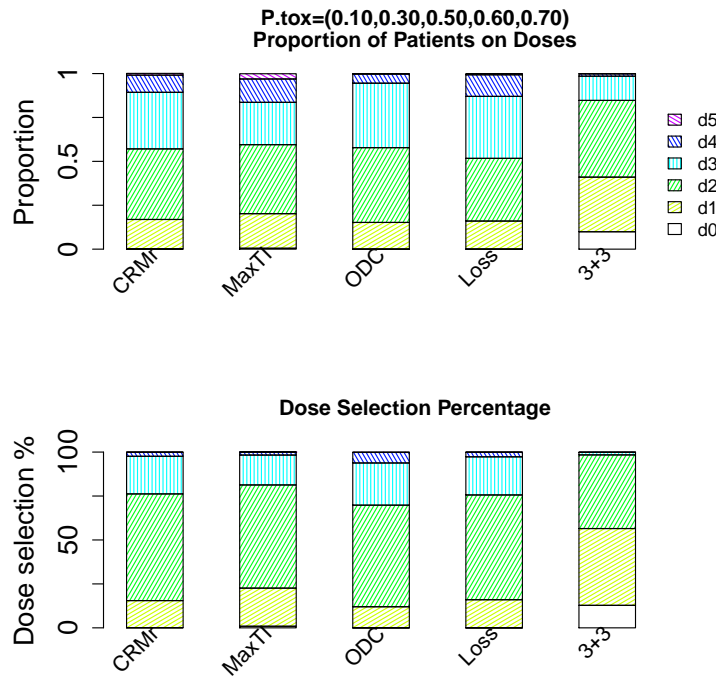 P.tox=(0.10,0.30,0.50,0.60,0.70)
Proportion of Patients on Doses
Proportion
1
0.5
0
CRMr
MaxTI
ODC
Loss
3+3
d5
d4
d3
d2
d1
d0
Dose Selection Percentage
Dose selection %
100
50
0
CRMr
MaxTI
ODC
Loss
3+3